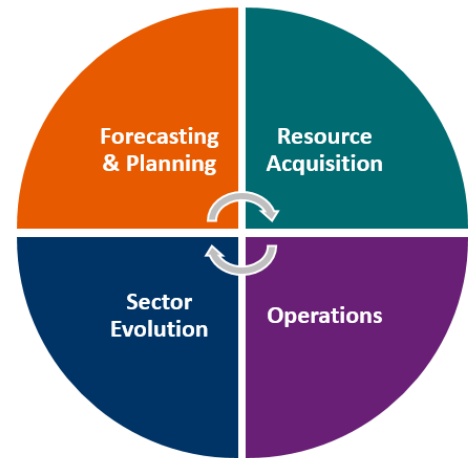 Forecasting
& Planning
Resource
Acquisition
Sector
Evolution
Operations